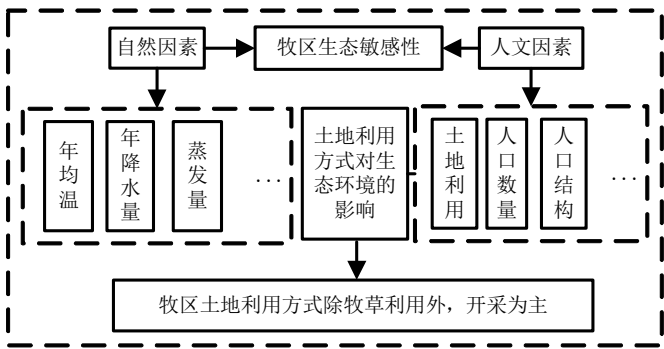 自然因素
牧区生态敏感性
人文因素
年均温
年降水量
蒸发量
…
土地利用
方式对生
态环境的
影响
土地利用
人口数量
人口结构
…
牧区土地利用方式除牧草利用外，开采为主